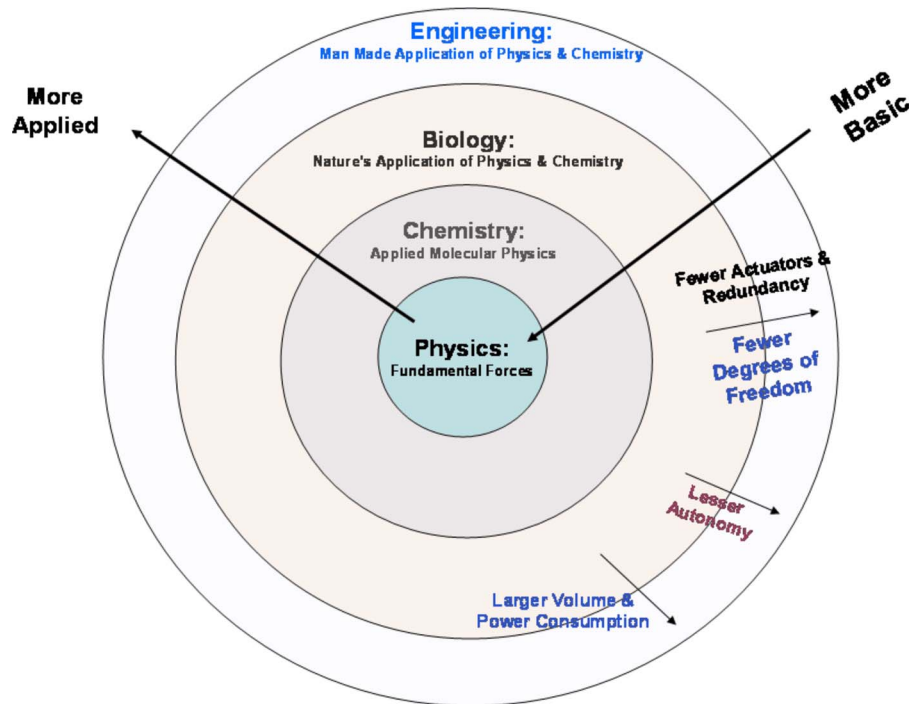 Engineering:
Man Made Application of Physics & Chemistry
More
Applied
More
Basic
Biology:
Nature's Application of Physics & Chemistry
Chemistry:
Applied Molecular Physics
Physics:
Fundamental Forces
Fewer Actuators &
Redundancy
Fewer
Degrees of
Freedom
Lesser
Autonomy
Larger Volume &
Power Consumption